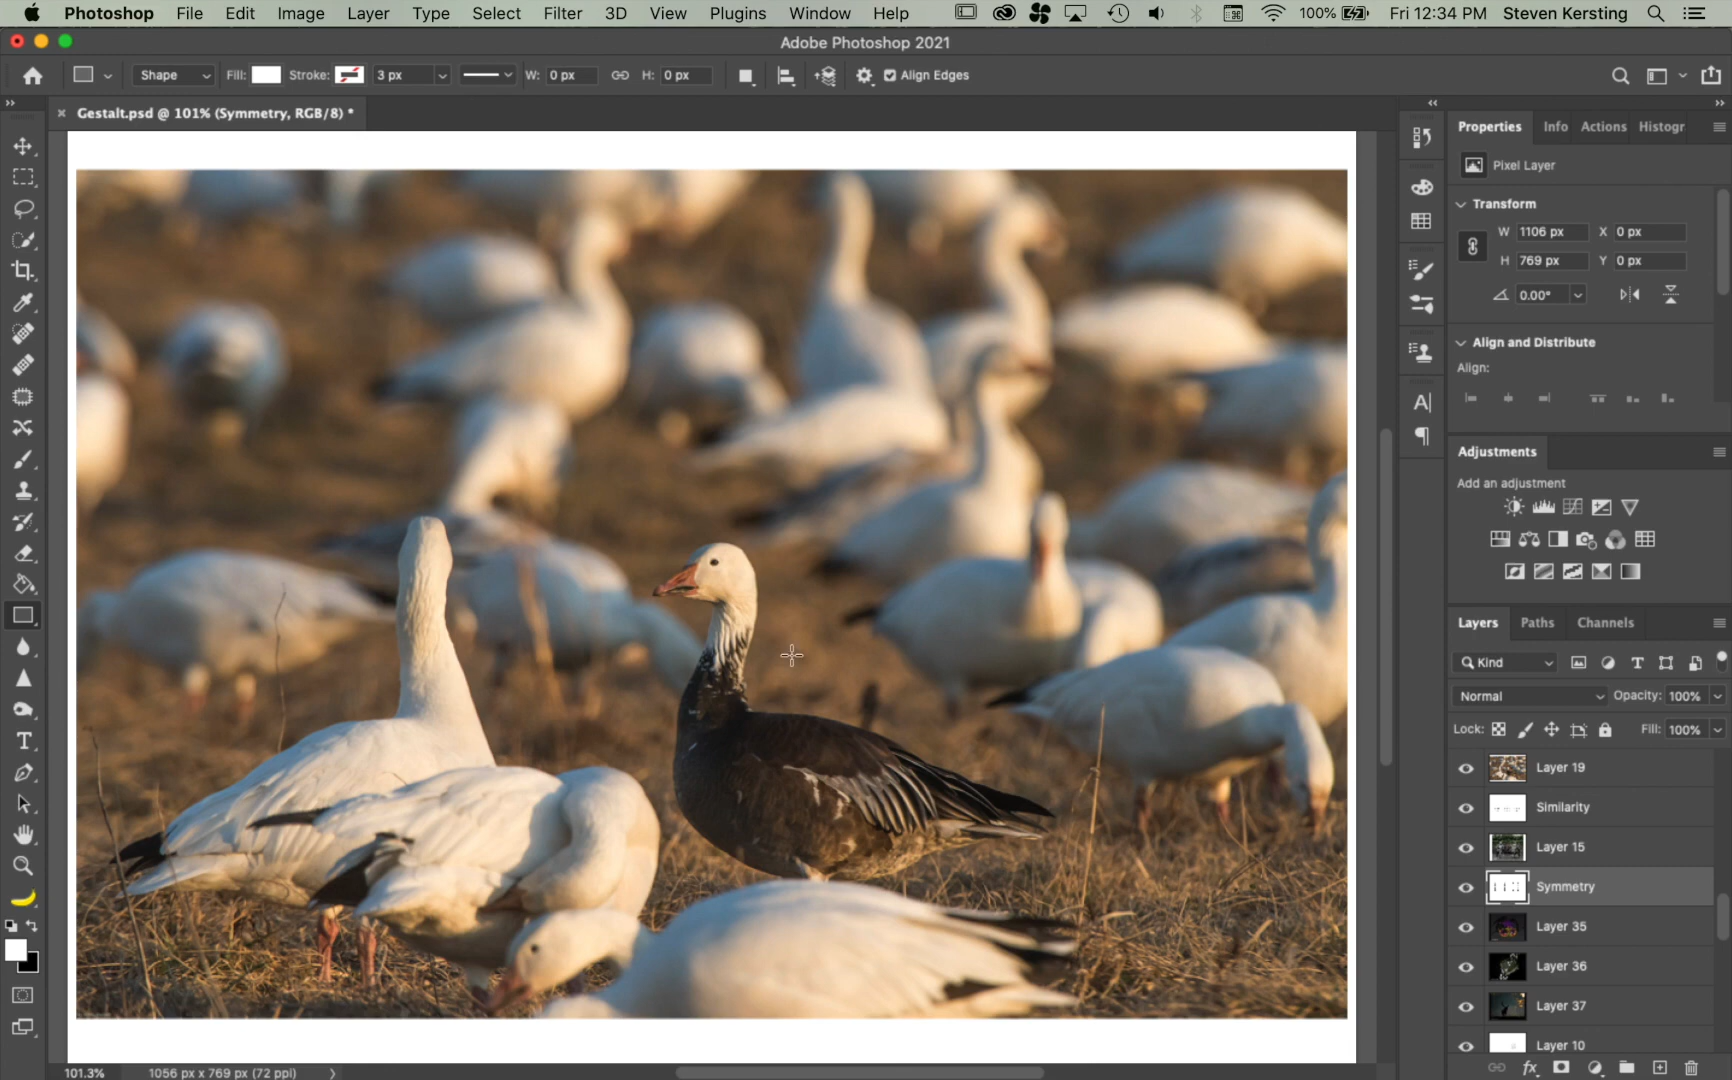 Photoshop File Edit Image Layer Type Select Filter 3D View Plugins Window Help 100% Fri 12:34 PM Steven Kersting
Adobe Photoshop 2021
Shape Fill: Stroke: 3 px W: 0 px H: 0 px Align Edges
Gestalt.psd @ 101% (Symmetry, RGB/8) *
Properties Info Actions Histogr
Pixel Layer
Transform
W 1106 px X 0 px
H 769 px Y 0 px
0.00°
Align and Distribute
Align:
Adjustments
Add an adjustment
Layers Paths Channels
Kind
Normal Opacity: 100%
Lock: Fill: 100%
Layer 19
Similarity
Layer 15
Symmetry
Layer 35
Layer 36
Layer 37
Layer 10
101.3% 1056 px x 769 px (72 ppi)